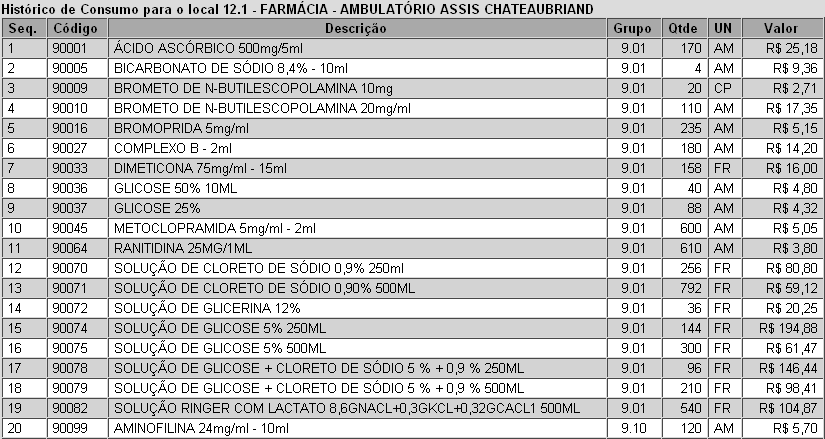 Histórico de Consumo para o local 12.1 - FARMÁCIA - AMBULATÓRIO ASSIS CHATEAUBRIAND
Seq. Código Descrição Grupo Qtde UN Valor
1 90001 ÁCIDO ASCÓRBICO 500mg/5ml 9.01 170 AM R$ 25,18
2 90005 BICARBONATO DE SÓDIO 8,4% - 10ml 9.01 4 AM R$ 9,36
3 90009 BROMETO DE N-BUTILESCOPOLAMINA 10mg 9.01 20 CP R$ 2,71
4 90010 BROMETO DE N-BUTILESCOPOLAMINA 20mg/ml 9.01 110 AM R$ 17,35
5 90016 BROMOPRIDA 5mg/ml 9.01 235 AM R$ 5,15
6 90027 COMPLEXO B - 2ml 9.01 180 AM R$ 14,20
7 90033 DIMETICONA 75mg/ml - 15ml 9.01 158 FR R$ 16,00
8 90036 GLICOSE 50% 10ML 9.01 40 AM R$ 4,80
9 90037 GLICOSE 25% 9.01 88 AM R$ 4,32
10 90045 METOCLOPRAMIDA 5mg/ml - 2ml 9.01 600 AM R$ 5,05
11 90064 RANITIDINA 25MG/1ML 9.01 610 AM R$ 3,80
12 90070 SOLUÇÃO DE CLORETO DE SÓDIO 0,9% 250ml 9.01 256 FR R$ 80,80
13 90071 SOLUÇÃO DE CLORETO DE SÓDIO 0,90% 500ML 9.01 792 FR R$ 59,12
14 90072 SOLUÇÃO DE GLICERINA 12% 9.01 36 FR R$ 20,25
15 90074 SOLUÇÃO DE GLICOSE 5% 250ML 9.01 144 FR R$ 194,88
16 90075 SOLUÇÃO DE GLICOSE 5% 500ML 9.01 300 FR R$ 61,47
17 90078 SOLUÇÃO DE GLICOSE + CLORETO DE SÓDIO 5 % + 0,9 % 250ML 9.01 96 FR R$ 146,44
18 90079 SOLUÇÃO DE GLICOSE + CLORETO DE SÓDIO 5 % + 0,9 % 500ML 9.01 210 FR R$ 98,41
19 90082 SOLUÇÃO RINGER COM LACTATO 8,6GNACL+0,3GKCL+0,32GCACL1 500ML 9.01 540 FR R$ 104,87
20 90099 AMINOFILINA 24mg/ml - 10ml 9.10 120 AM R$ 5,70